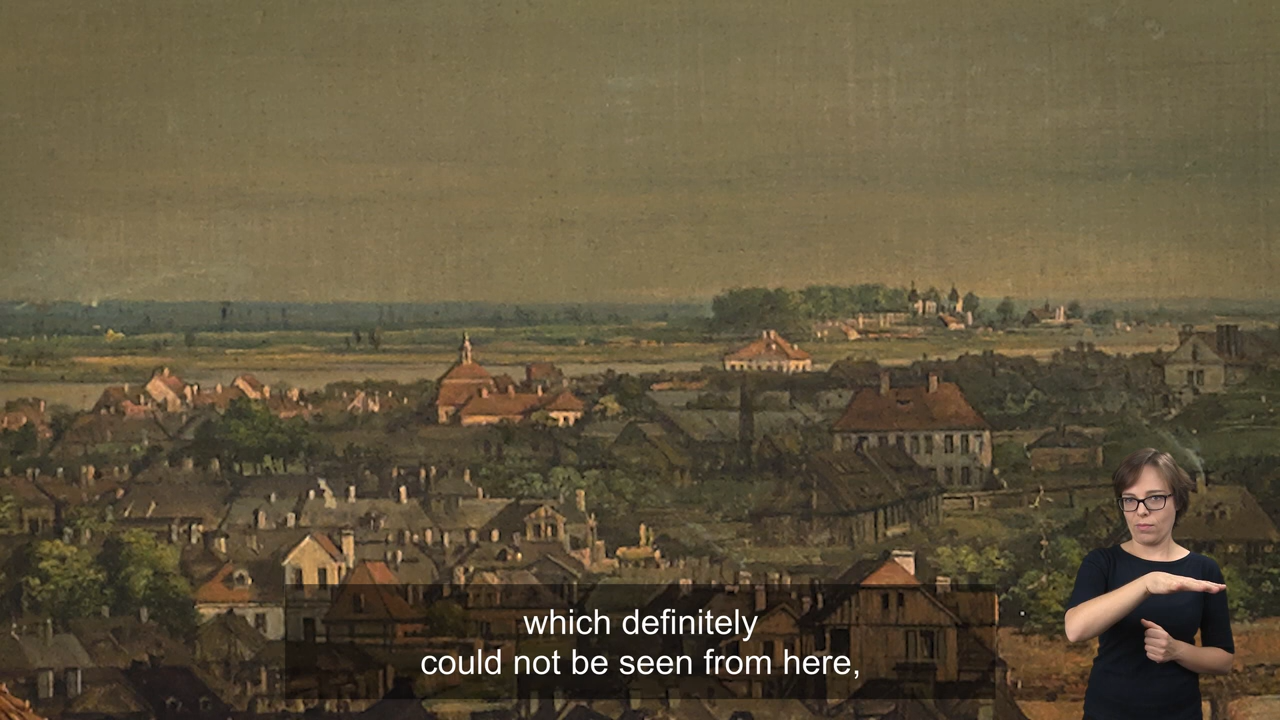 which definitely
could not be seen from here,